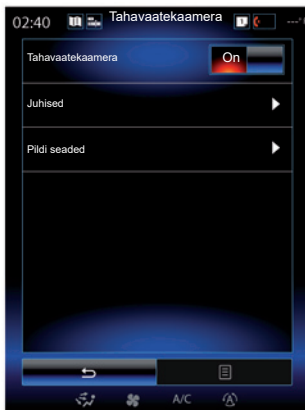 02:40 Tahavaatekaamera
Tahavaatekaamera On
Juhised
Pildi seaded
A/C